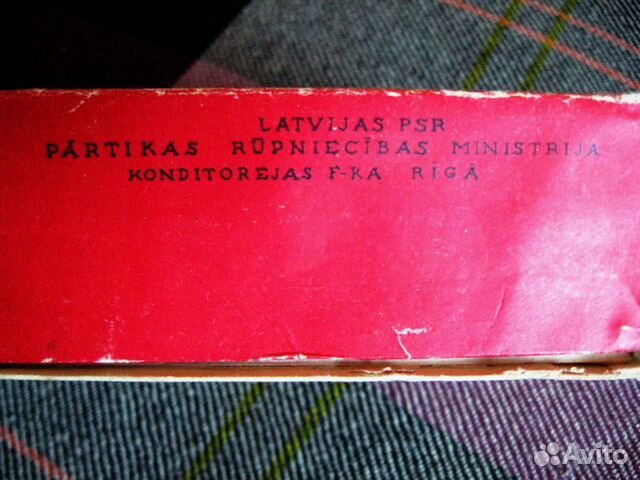 LATVIJAS PSR
PĀRTIKAS RŪPNIECĪBAS MINISTRIJA
KONDITOREJAS F-KA RĪGĀ
Avito